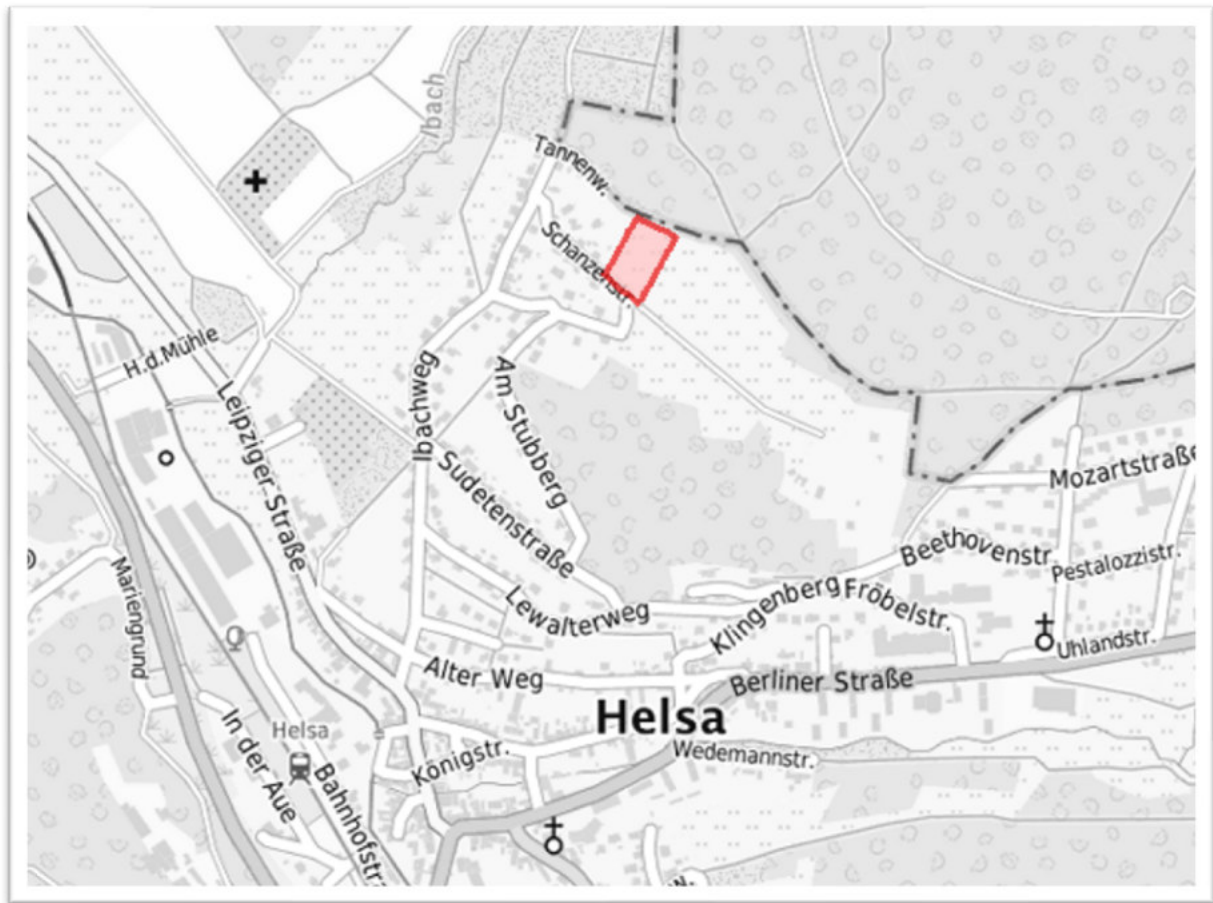 Ibach
Tannenw.
Schanzenstr.
H.d.Mühle
Leipziger Straße
Ibachweg
Am Stubberg
Sudetenstraße
Mozartstraße
Beethovenstr.
Pestalozzistr.
Mariengrund
Lewalterweg
Klingenberg
Fröbelstr.
Uhlandstr.
Alter Weg
Berliner Straße
Helsa
Helsa
In der Aue
Königstr.
Wedemannstr.
Bahnhofstr
w.